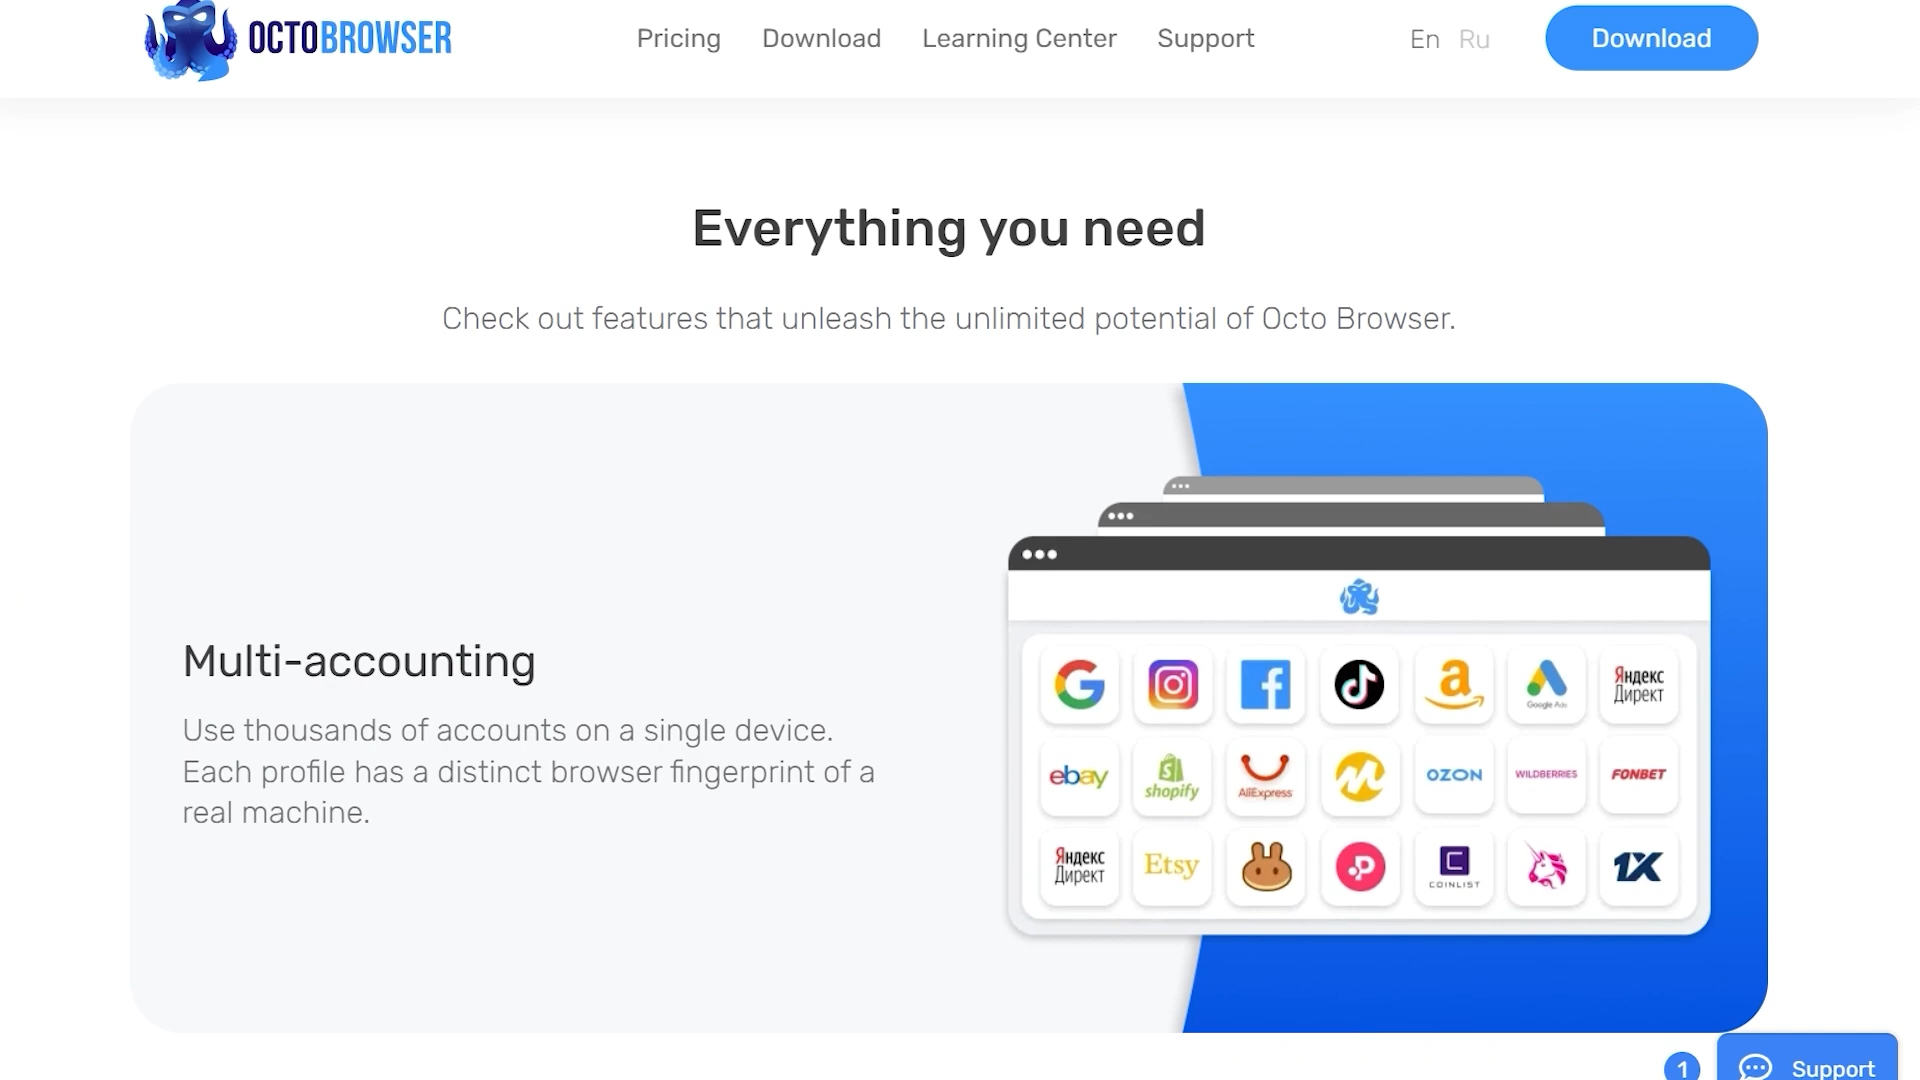 OCTOBROWSER
Pricing Download Learning Center Support
En Ru
Download
Everything you need
Check out features that unleash the unlimited potential of Octo Browser.
Multi-accounting
Use thousands of accounts on a single device.
Each profile has a distinct browser fingerprint of a
real machine.
a
Google Ads
Яндекс
Директ
ebay
shopify
AliExpress
OZON
WILDBERRIES
FONBET
Яндекс
Директ
Etsy
COINLIST
1X
1
Support